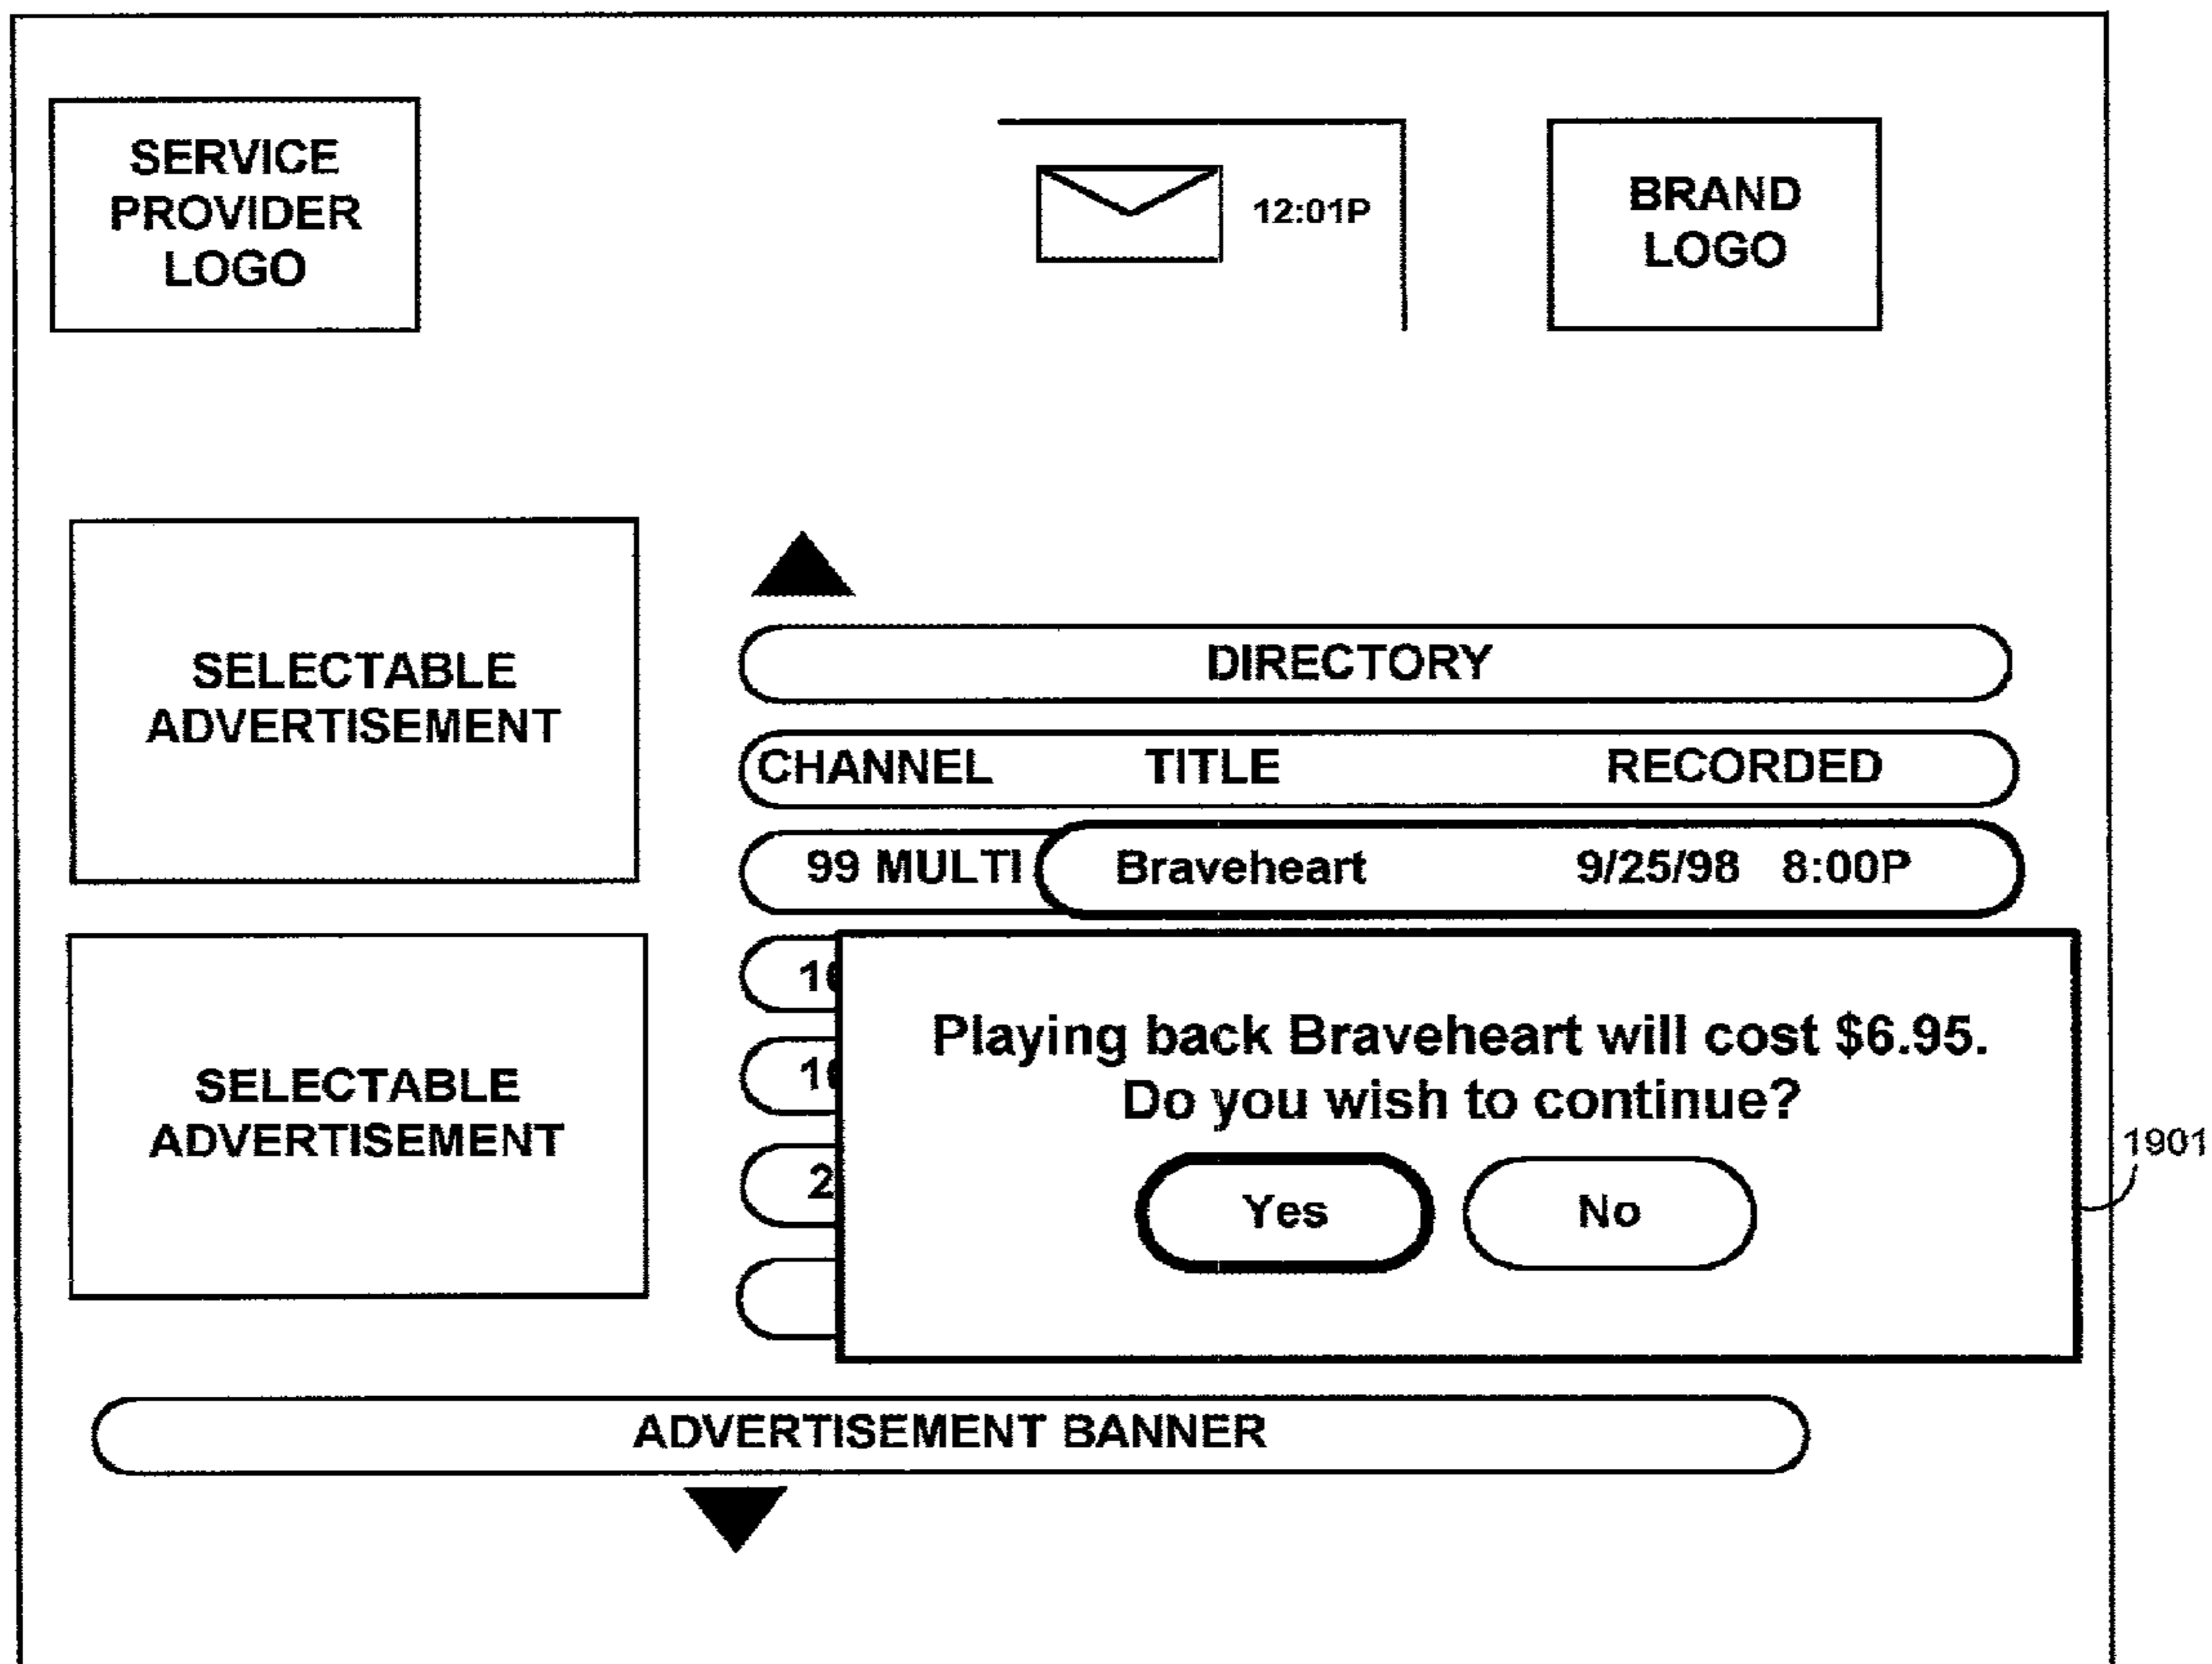 SERVICE
PROVIDER
LOGO
12:01P
BRAND
LOGO
SELECTABLE
ADVERTISEMENT
DIRECTORY
CHANNEL TITLE RECORDED
99 MULTI Braveheart 9/25/98 8:00P
SELECTABLE
ADVERTISEMENT
Playing back Braveheart will cost $6.95.
Do you wish to continue?
Yes No
1901
ADVERTISEMENT BANNER